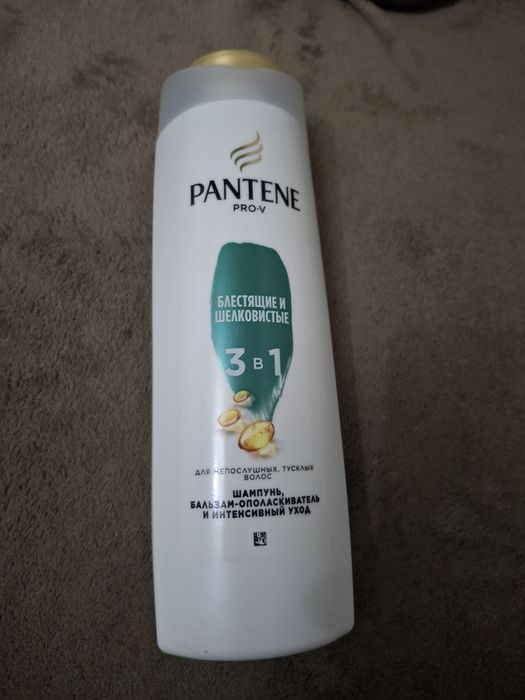 PANTENE
PRO-V
БЛЕСТЯЩИЕ И
ШЕЛКОВИСТЫЕ
3 В 1
ДЛЯ НЕПОСЛУШНЫХ, ТУСКЛЫХ
ВОЛОС
ШАМПУНЬ,
БАЛЬЗАМ-ОПОЛАСКИВАТЕЛЬ
И ИНТЕНСИВНЫЙ УХОД